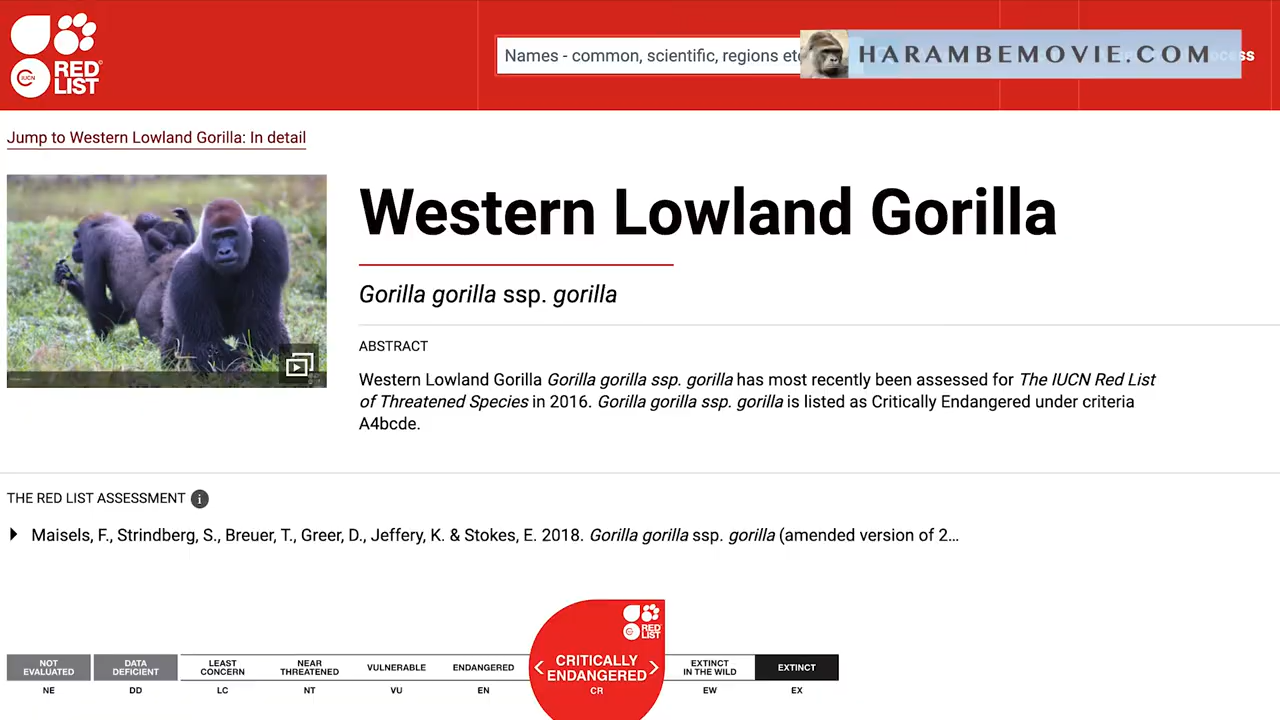 IUCN
RED
LIST
Names - common, scientific, regions etc
HARAMBEMOVIE.COM
Jump to Western Lowland Gorilla: In detail
Western Lowland Gorilla
Gorilla gorilla ssp. gorilla
ABSTRACT
Western Lowland Gorilla Gorilla gorilla ssp. gorilla has most recently been assessed for The IUCN Red List
of Threatened Species in 2016. Gorilla gorilla ssp. gorilla is listed as Critically Endangered under criteria
A4bcde.
THE RED LIST ASSESSMENT i
Maisels, F., Strindberg, S., Breuer, T., Greer, D., Jeffery, K. & Stokes, E. 2018. Gorilla gorilla ssp. gorilla (amended version of 2...
RED
LIST
NOT
EVALUATED
DATA
DEFICIENT
LEAST
CONCERN
NEAR
THREATENED
VULNERABLE
ENDANGERED
CRITICALLY
ENDANGERED
EXTINCT
IN THE WILD
EXTINCT
NE
DD
LC
NT
VU
EN
CR
EW
EX